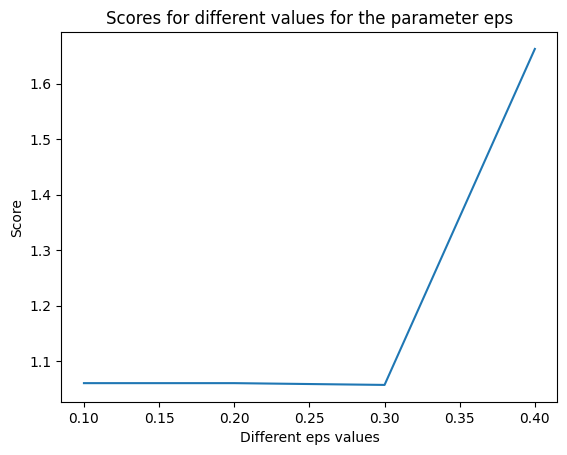 Scores for different values for the parameter eps
1.6
1.5
1.4
1.3
1.2
1.1
Score
0.10 0.15 0.20 0.25 0.30 0.35 0.40
Different eps values